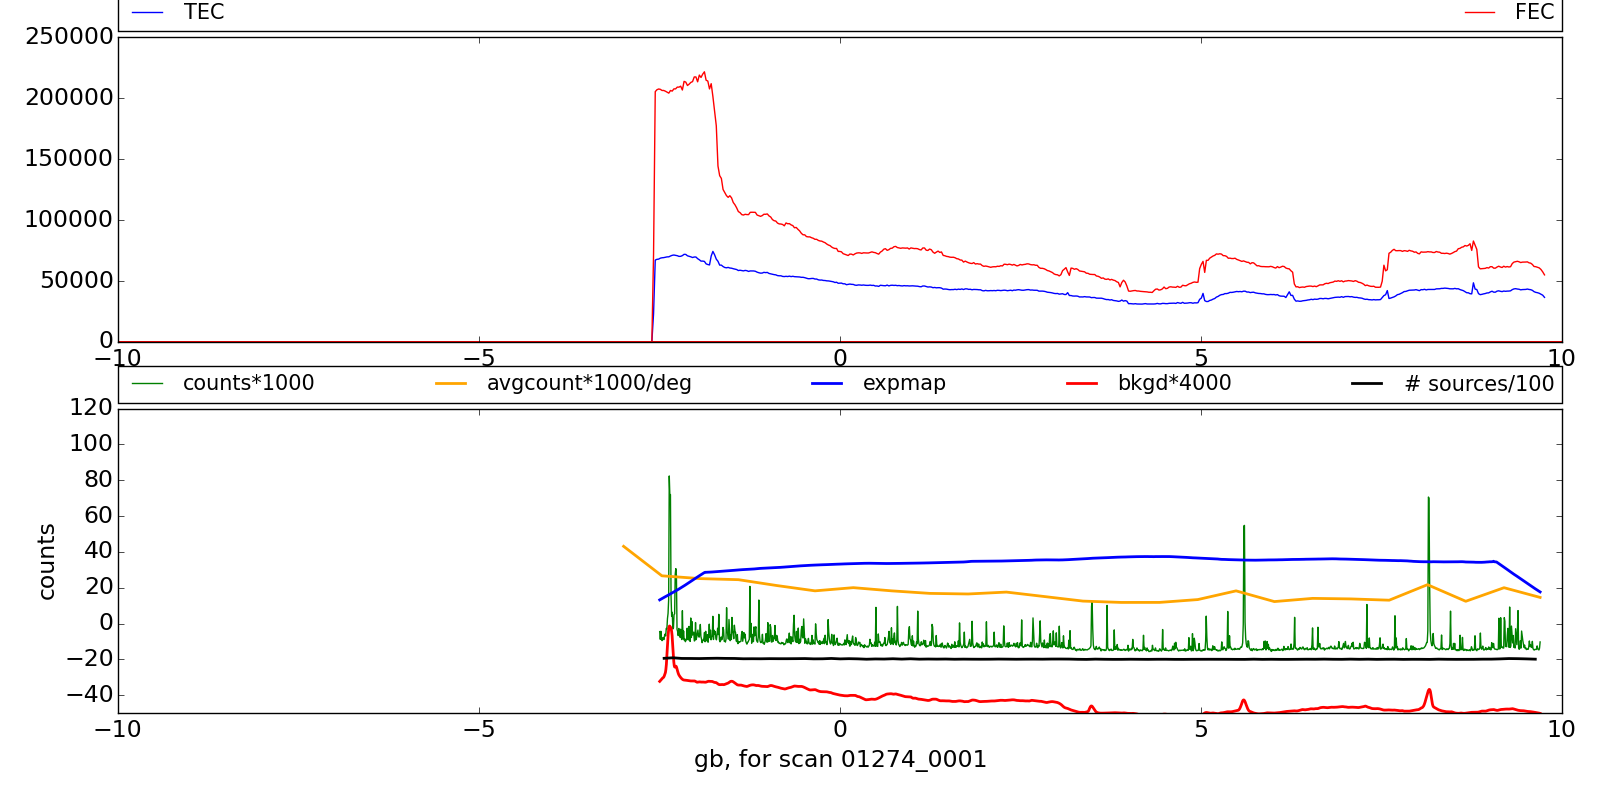 TEC FEC
250000
200000
150000
100000
50000
0
−10 −5 0 5 10
counts*1000 avgcount*1000/deg expmap bkgd*4000 # sources/100
120
100
80
60
40
20
0
−20
−40
counts
−10 −5 0 5 10
gb, for scan 01274_0001